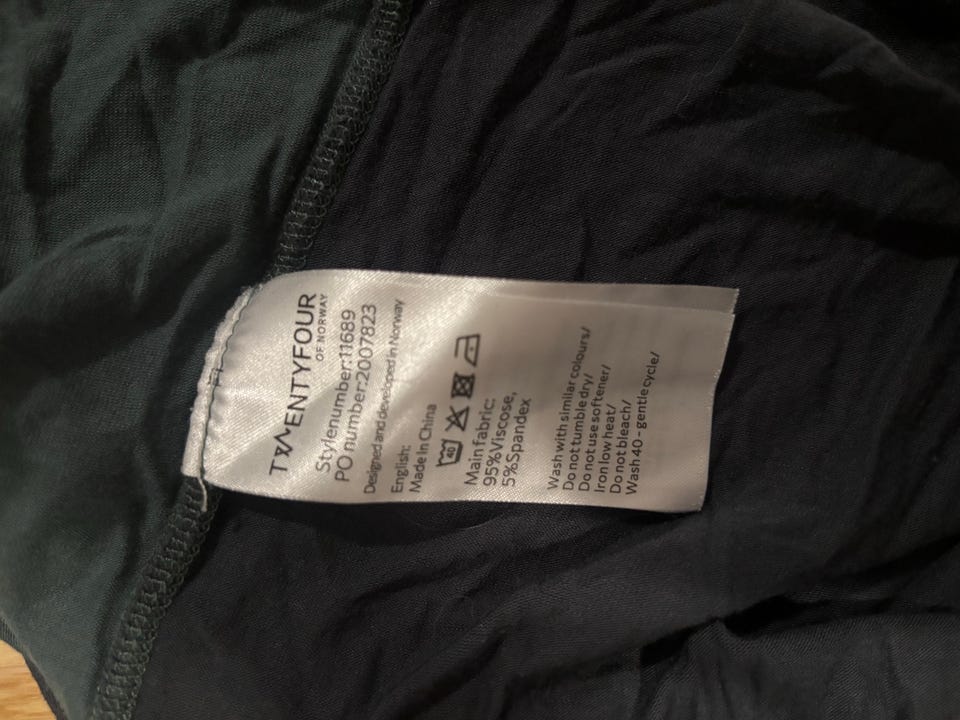 TWENTYFOUR
OF NORWAY
Stylenumber:11689
PO number:2007823
Designed and developed in Norway
English:
Made In China
40
Main fabric:
95%Viscose,
5%Spandex
Wash with similar colours/
Do not tumble dry/
Do not use softener/
Iron low heat/
Do not bleach/
Wash 40 - gentle cycle/